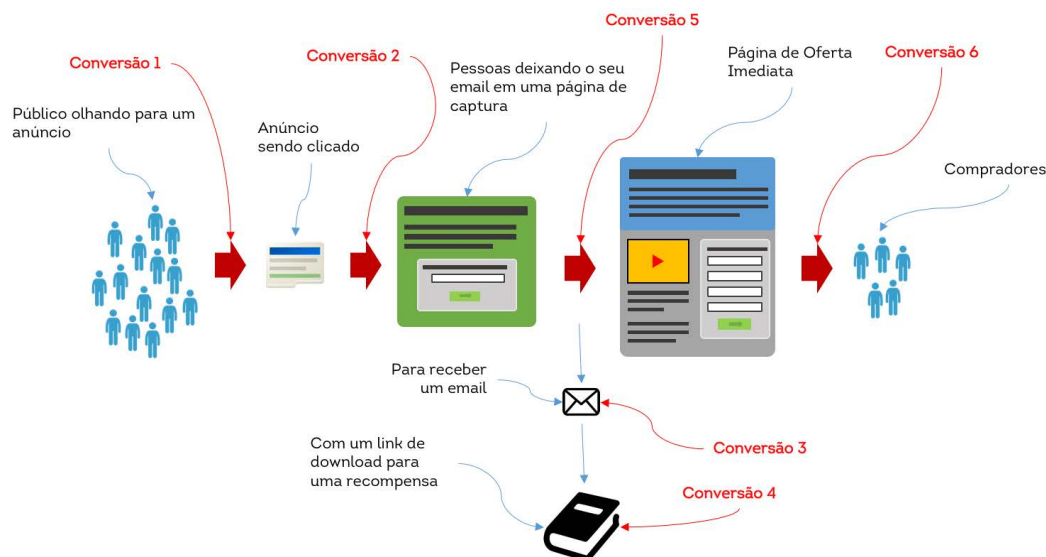 Conversão 1
Conversão 2
Conversão 5
Conversão 6
Público olhando para um
anúncio
Anúncio
sendo clicado
Pessoas deixando o seu
email em uma página de
captura
Página de Oferta
Imediata
Compradores
Para receber
um email
Conversão 3
Com um link de
download para
uma recompensa
Conversão 4